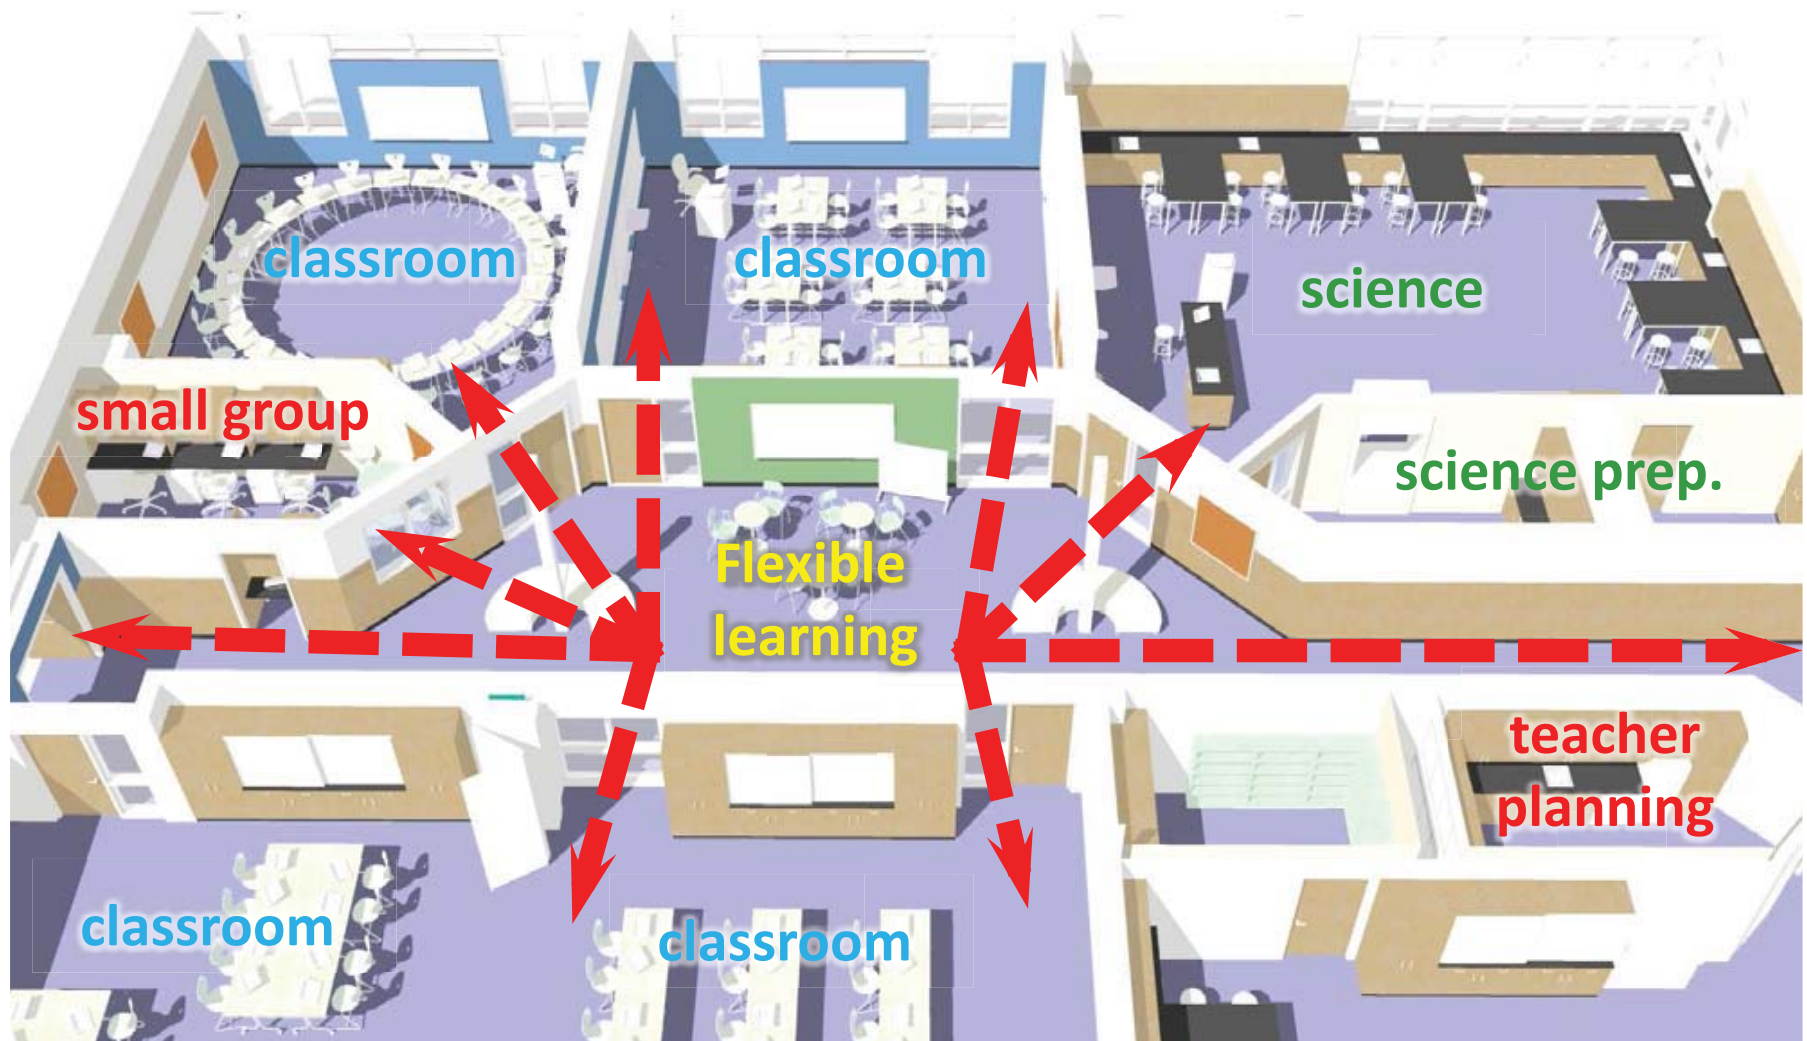 classroom
classroom
science
small group
science prep.
Flexible
learning
teacher
planning
classroom
classroom